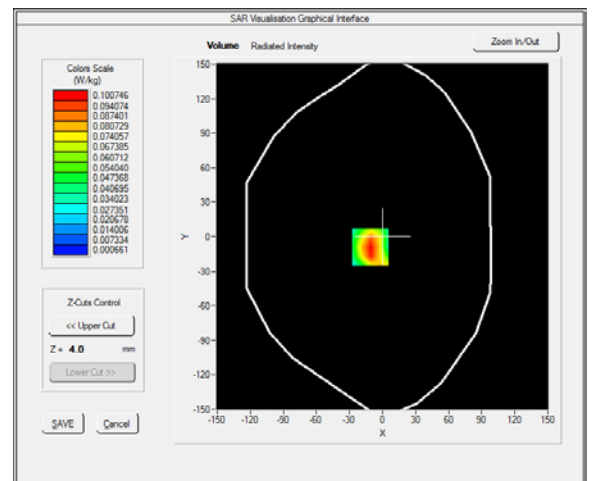 SAR Visualisation Graphical Interface
Volume Radiated Intensity
Zoom In/Out
Colors Scale
(W/kg)
0.100746
0.094074
0.087401
0.080729
0.074057
0.067385
0.060712
0.054040
0.047368
0.040695
0.034023
0.027351
0.020678
0.014006
0.007334
0.000661
Z-Cuts Control
<< Upper Cut
Z = 4.0 mm
Lower Cut >>
SAVE Cancel
150
120
90
60
30
0
-30
-60
-90
-120
-150
Y
-150 -120 -90 -60 -30 0 30 60 90 120 150
X